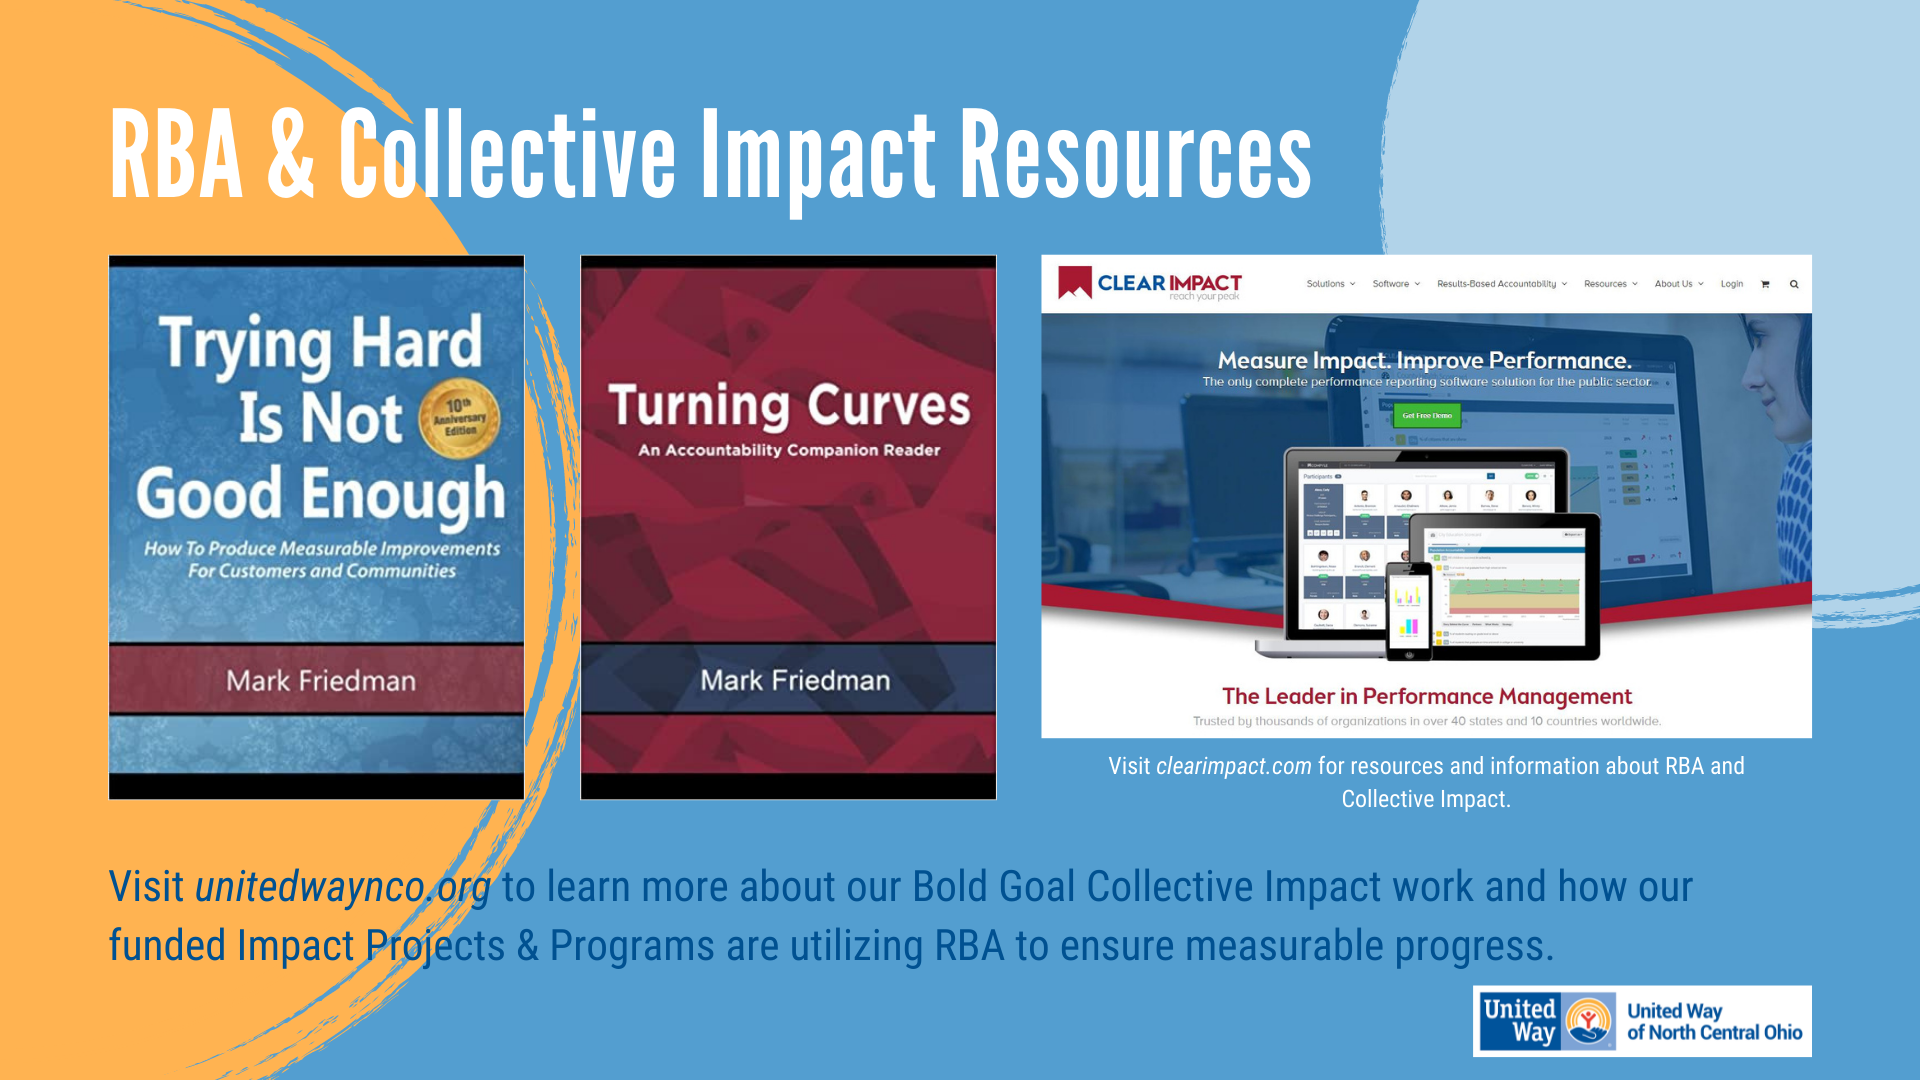 RBA & Collective Impact Resources
Trying Hard
Is Not
Good Enough
10th
Anniversary
Edition
How To Produce Measurable Improvements
For Customers and Communities
Mark Friedman
Turning Curves
An Accountability Companion Reader
Mark Friedman
CLEAR IMPACT
reach your peak
Solutions Software Results-Based Accountability Resources About Us Login
Measure Impact. Improve Performance.
The only complete performance reporting software solution for the public sector.
Get Free Demo
Participants
The Leader in Performance Management
Trusted by thousands of organizations in over 40 states and 10 countries worldwide.
Visit clearimpact.com for resources and information about RBA and
Collective Impact.
Visit unitedwaynco.org to learn more about our Bold Goal Collective Impact work and how our
funded Impact Projects & Programs are utilizing RBA to ensure measurable progress.
United
Way
United Way
of North Central Ohio